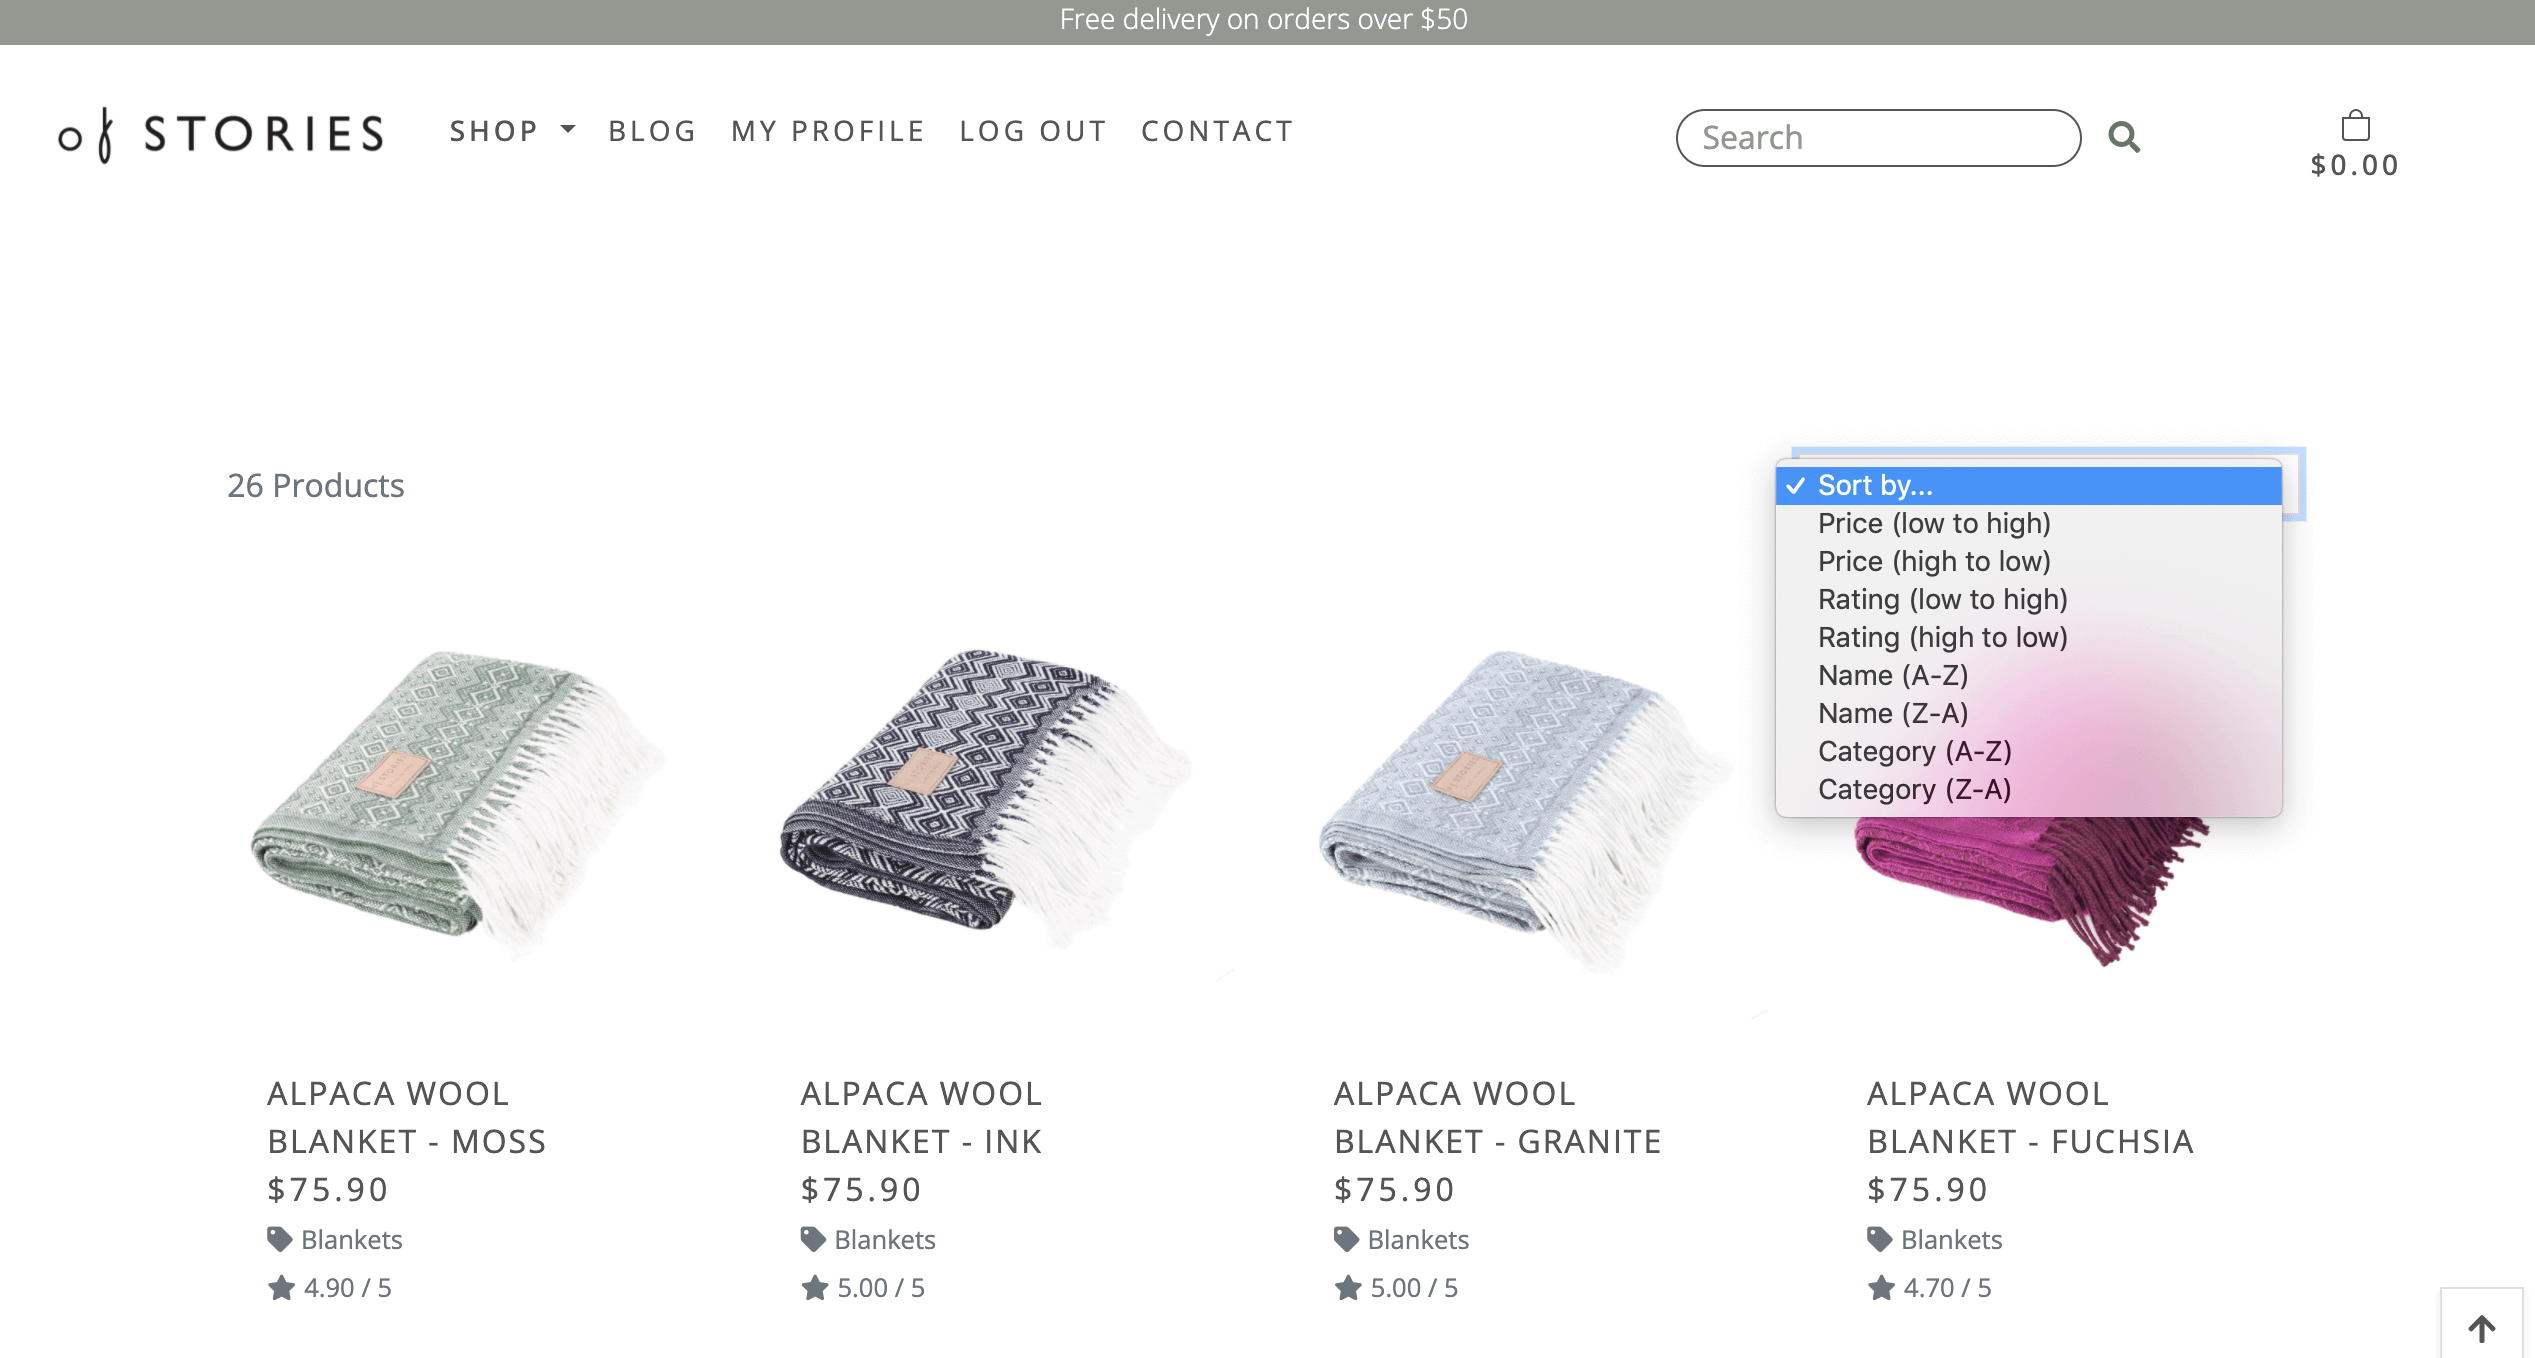 Free delivery on orders over $50
of STORIES
SHOP BLOG MY PROFILE LOG OUT CONTACT
Search
$0.00
26 Products
Sort by...
Price (low to high)
Price (high to low)
Rating (low to high)
Rating (high to low)
Name (A-Z)
Name (Z-A)
Category (A-Z)
Category (Z-A)
ALPACA WOOL
BLANKET - MOSS
$75.90
Blankets
4.90 / 5
ALPACA WOOL
BLANKET - INK
$75.90
Blankets
5.00 / 5
ALPACA WOOL
BLANKET - GRANITE
$75.90
Blankets
5.00 / 5
ALPACA WOOL
BLANKET - FUCHSIA
$75.90
Blankets
4.70 / 5